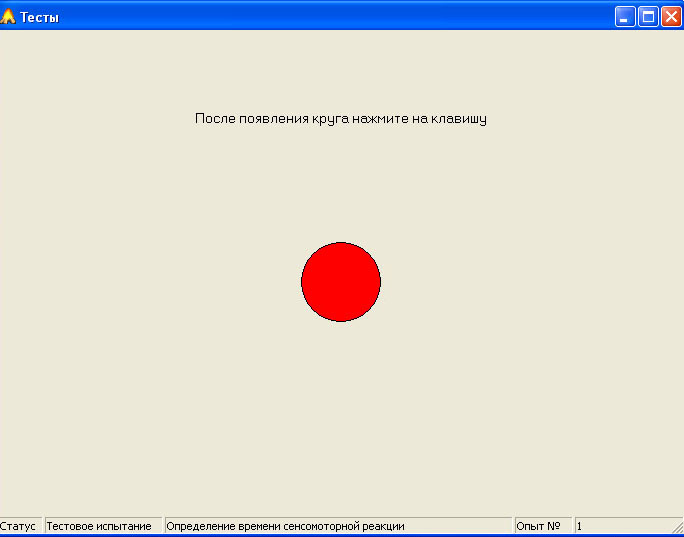 Тесты
После появления круга нажмите на клавишу
Статус Тестовое испытание Определение времени сенсомоторной реакции Опыт № 1